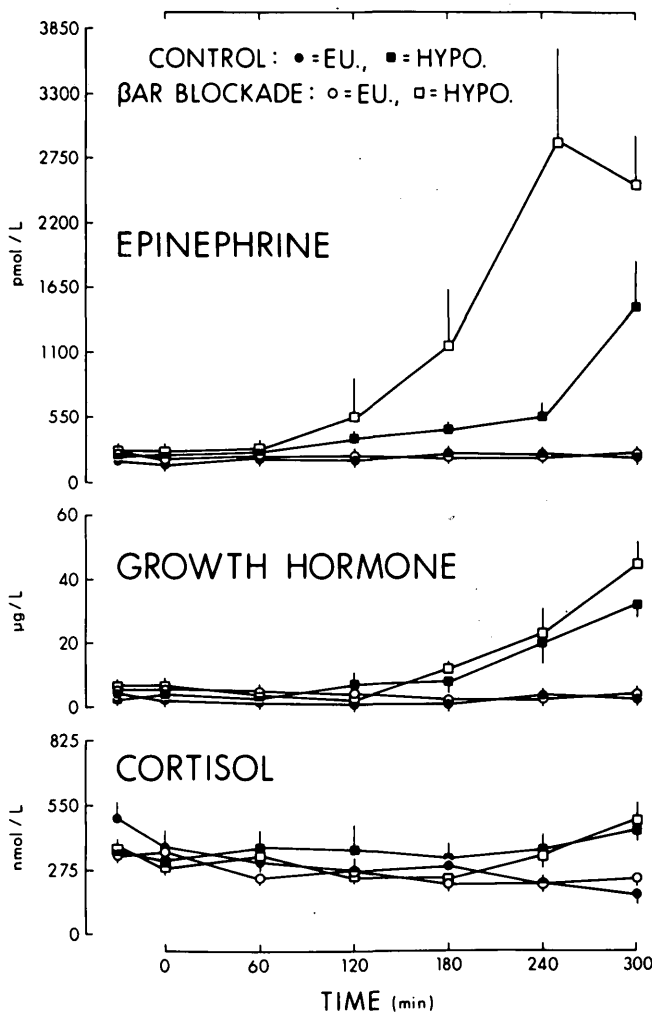 3850
CONTROL: ● = EU., ■ = HYPO.
3300
βAR BLOCKADE: ○ = EU., □ = HYPO.
2750
2200
EPINEPHRINE
pmol / L
1650
1100
550
0
60
GROWTH HORMONE
40
µg / L
20
0
825
CORTISOL
550
nmol / L
275
0
0 60 120 180 240 300
TIME (min)